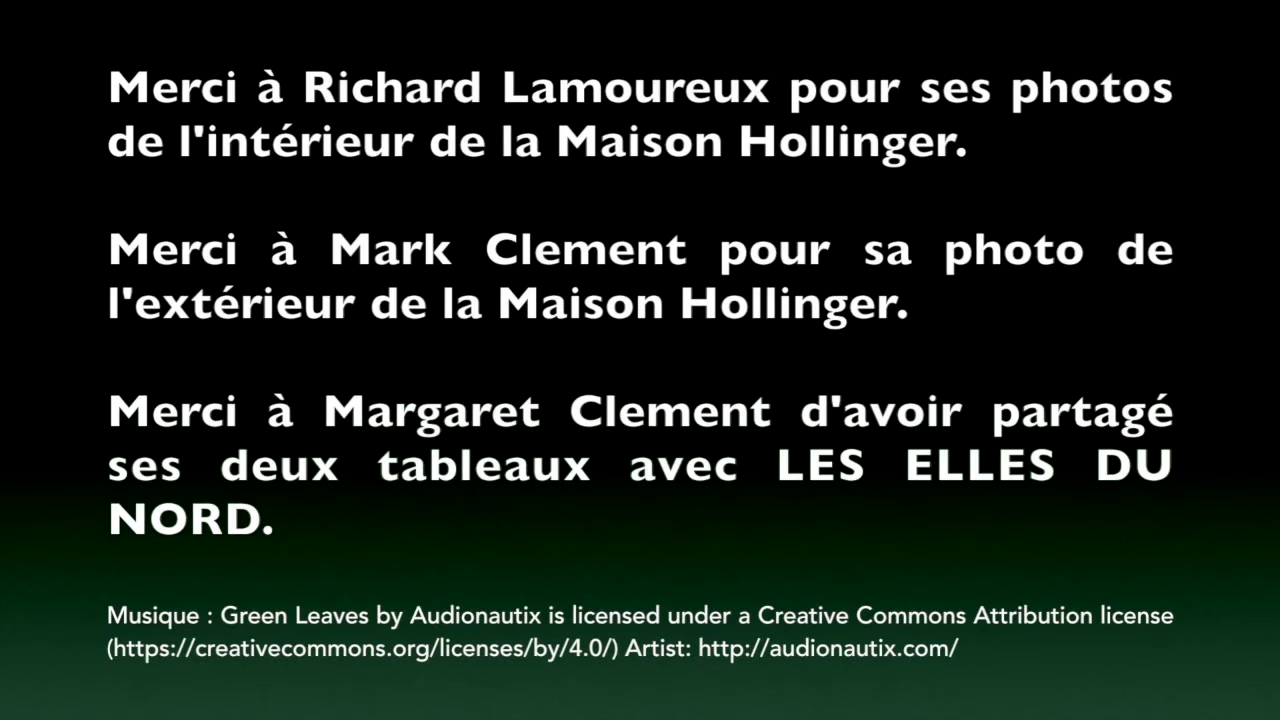 Merci à Richard Lamoureux pour ses photos
de l'intérieur de la Maison Hollinger.
Merci à Mark Clement pour sa photo de
l'extérieur de la Maison Hollinger.
Merci à Margaret Clement d'avoir partagé
ses deux tableaux avec LES ELLES DU
NORD.
Musique : Green Leaves by Audionautix is licensed under a Creative Commons Attribution license
(https://creativecommons.org/licenses/by/4.0/) Artist: http://audionautix.com/